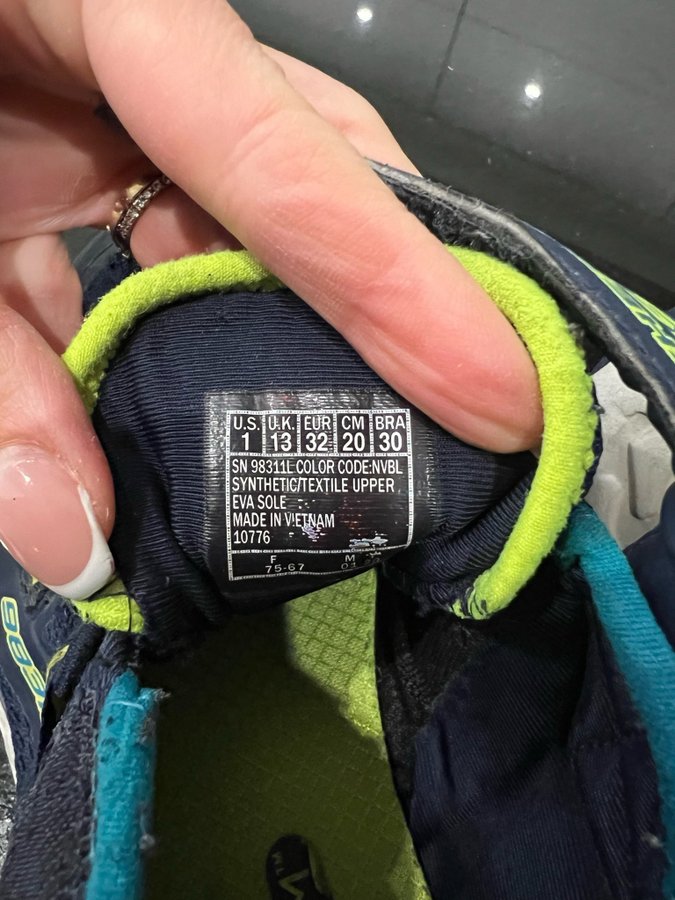 U.S. U.K. EUR CM BRA
1 13 32 20 30
SN 98311L COLOR CODE:NVBL
SYNTHETIC/TEXTILE UPPER
EVA SOLE
MADE IN VIETNAM
10776
F M
75-67 01